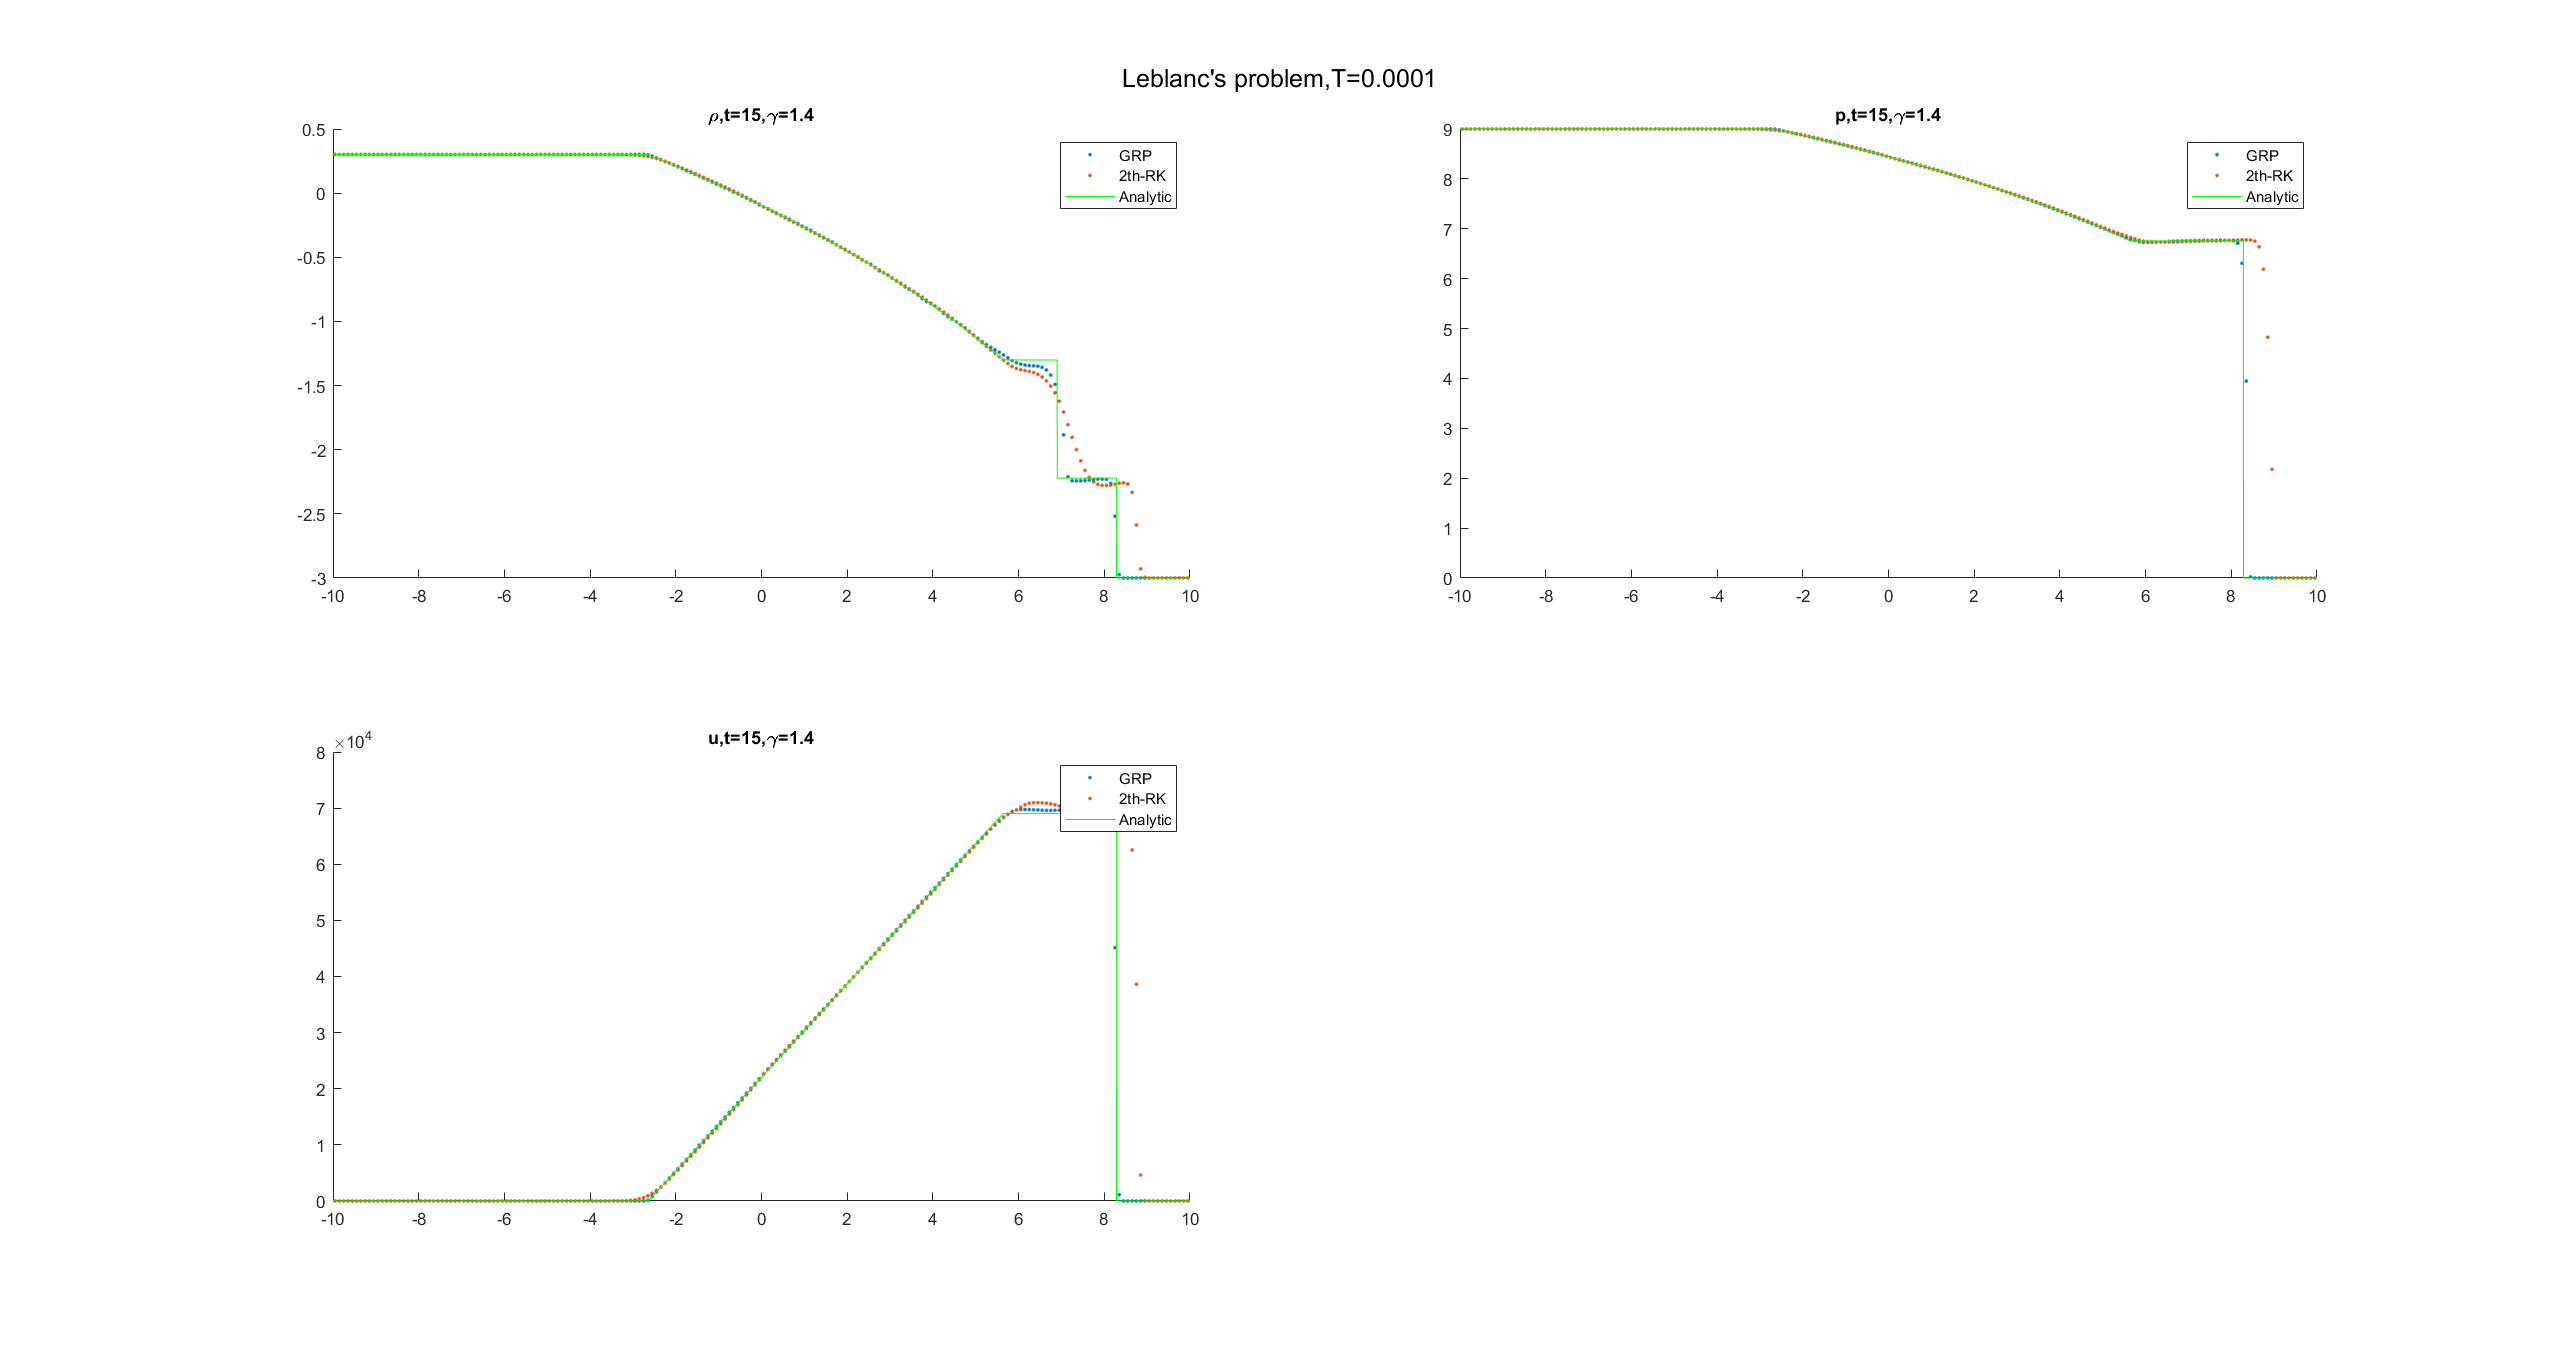 Leblanc's problem,T=0.0001
ρ,t=15,γ=1.4
0.5
0
-0.5
-1
-1.5
-2
-2.5
-3
-10 -8 -6 -4 -2 0 2 4 6 8 10
GRP
2th-RK
Analytic
p,t=15,γ=1.4
9
8
7
6
5
4
3
2
1
0
-10 -8 -6 -4 -2 0 2 4 6 8 10
GRP
2th-RK
Analytic
u,t=15,γ=1.4
×10⁴
8
7
6
5
4
3
2
1
0
-10 -8 -6 -4 -2 0 2 4 6 8 10
GRP
2th-RK
Analytic